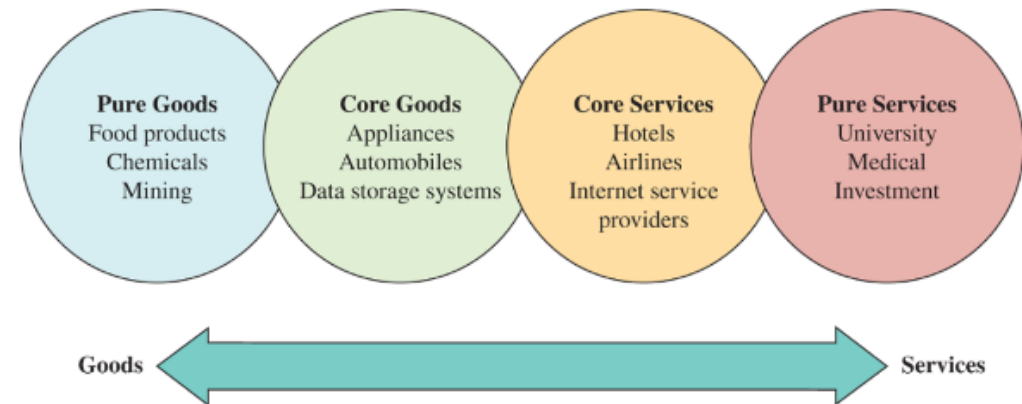 Pure Goods
Food products
Chemicals
Mining
Core Goods
Appliances
Automobiles
Data storage systems
Core Services
Hotels
Airlines
Internet service
providers
Pure Services
University
Medical
Investment
Goods
Services